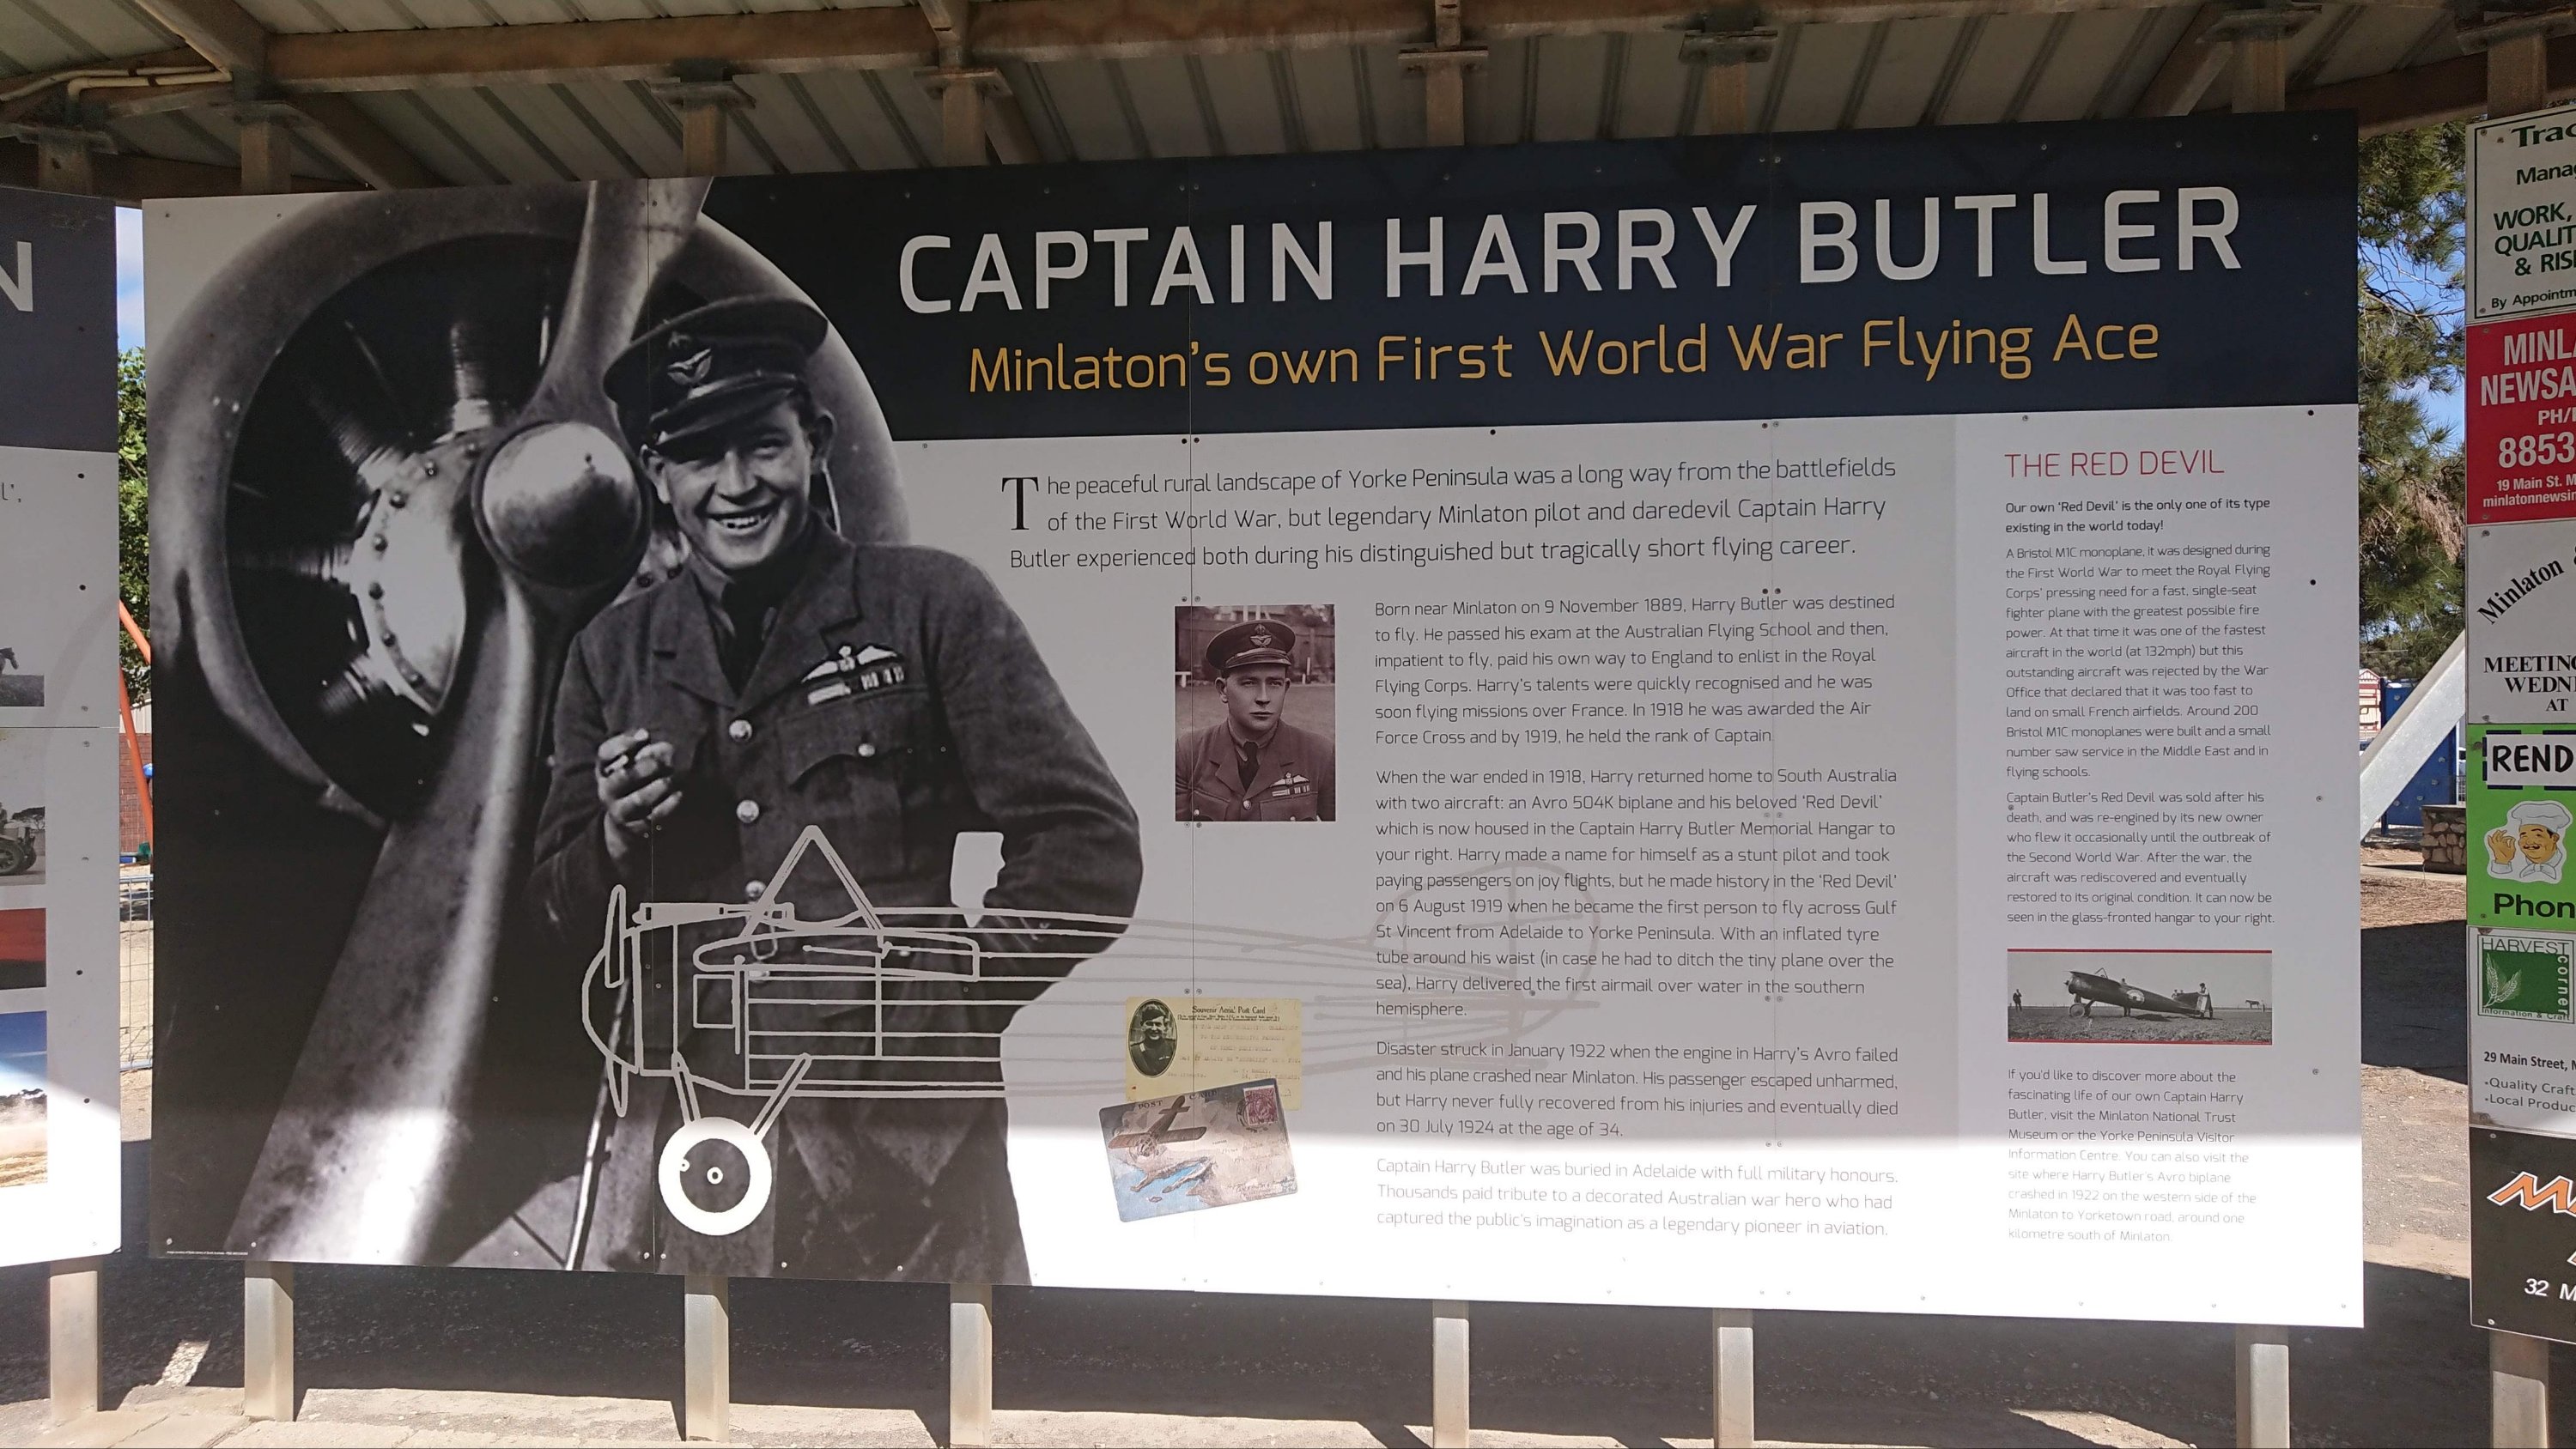 N
l',
CAPTAIN HARRY BUTLER
Minlaton's own First World War Flying Ace
The peaceful rural landscape of Yorke Peninsula was a long way from the battlefields
of the First World War, but legendary Minlaton pilot and daredevil Captain Harry
Butler experienced both during his distinguished but tragically short flying career.
Born near Minlaton on 9 November 1889, Harry Butler was destined
to fly. He passed his exam at the Australian Flying School and then,
impatient to fly, paid his own way to England to enlist in the Royal
Flying Corps. Harry's talents were quickly recognised and he was
soon flying missions over France. In 1918 he was awarded the Air
Force Cross and by 1919, he held the rank of Captain.
When the war ended in 1918, Harry returned home to South Australia
with two aircraft: an Avro 504K biplane and his beloved 'Red Devil'
which is now housed in the Captain Harry Butler Memorial Hangar to
your right. Harry made a name for himself as a stunt pilot and took
paying passengers on joy flights, but he made history in the 'Red Devil'
on 6 August 1919 when he became the first person to fly across Gulf
St Vincent from Adelaide to Yorke Peninsula. With an inflated tyre
tube around his waist (in case he had to ditch the tiny plane over the
sea), Harry delivered the first airmail over water in the southern
hemisphere.
Disaster struck in January 1922 when the engine in Harry's Avro failed
and his plane crashed near Minlaton. His passenger escaped unharmed,
but Harry never fully recovered from his injuries and eventually died
on 30 July 1924 at the age of 34.
Captain Harry Butler was buried in Adelaide with full military honours.
Thousands paid tribute to a decorated Australian war hero who had
captured the public's imagination as a legendary pioneer in aviation.
Souvenir Aerial Post Card
POST CARD
THE RED DEVIL
Our own 'Red Devil' is the only one of its type
existing in the world today!
A Bristol M1C monoplane, it was designed during
the First World War to meet the Royal Flying
Corps' pressing need for a fast, single-seat
fighter plane with the greatest possible fire
power. At that time it was one of the fastest
aircraft in the world (at 132mph) but this
outstanding aircraft was rejected by the War
Office that declared that it was too fast to
land on small French airfields. Around 200
Bristol M1C monoplanes were built and a small
number saw service in the Middle East and in
flying schools.
Captain Butler's Red Devil was sold after his
death, and was re-engined by its new owner
who flew it occasionally until the outbreak of
the Second World War. After the war, the
aircraft was rediscovered and eventually
restored to its original condition. It can now be
seen in the glass-fronted hangar to your right.
If you'd like to discover more about the
fascinating life of our own Captain Harry
Butler, visit the Minlaton National Trust
Museum or the Yorke Peninsula Visitor
Information Centre. You can also visit the
site where Harry Butler's Avro biplane
crashed in 1922 on the western side of the
Minlaton to Yorketown road, around one
kilometre south of Minlaton.
Trac
Mana
WORK,
QUALIT
& RIS
By Appointm
MINLA
NEWSA
PH/
8853
19 Main St. M
minlatonnewsin
Minlaton
MEETING
WEDN
AT
REND
Phon
HARVEST
corner
Information & Craft
29 Main Street, M
•Quality Craft
•Local Produc
32 M